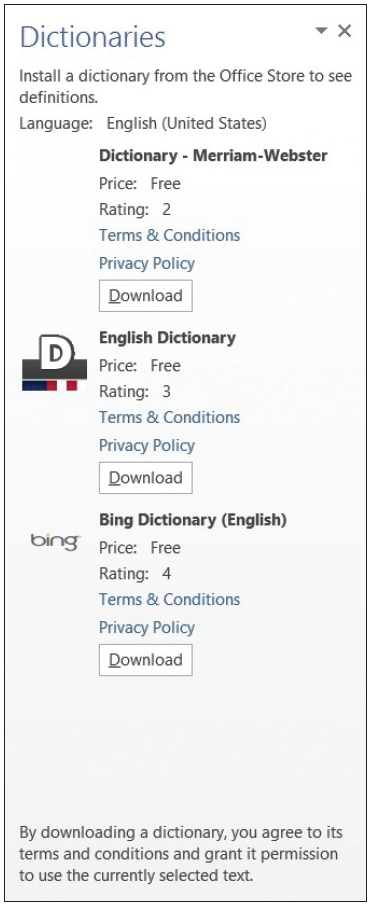 Dictionaries
Install a dictionary from the Office Store to see
definitions.
Language: English (United States)
Dictionary - Merriam-Webster
Price: Free
Rating: 2
Terms & Conditions
Privacy Policy
Download
D
English Dictionary
Price: Free
Rating: 3
Terms & Conditions
Privacy Policy
Download
bing
Bing Dictionary (English)
Price: Free
Rating: 4
Terms & Conditions
Privacy Policy
Download
By downloading a dictionary, you agree to its
terms and conditions and grant it permission
to use the currently selected text.